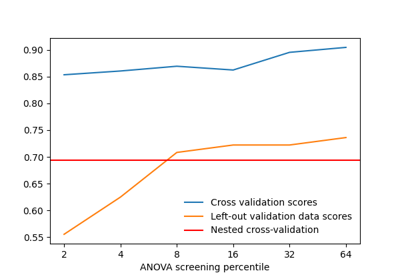 0.90
0.85
0.80
0.75
0.70
0.65
0.60
0.55
Cross validation scores
Left-out validation data scores
Nested cross-validation
2 4 8 16 32 64
ANOVA screening percentile